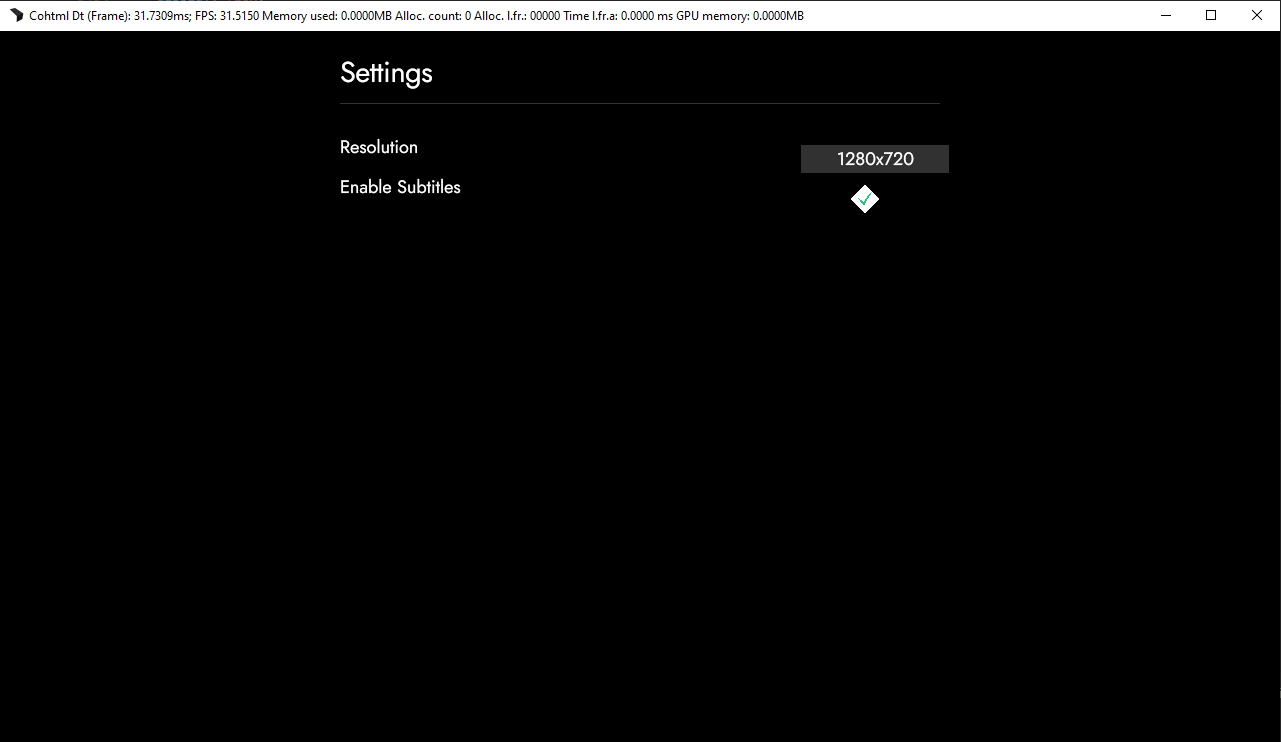 Cohtml Dt (Frame): 31.7309ms; FPS: 31.5150 Memory used: 0.0000MB Alloc. count: 0 Alloc. l.fr.: 00000 Time l.fr.a: 0.0000 ms GPU memory: 0.0000MB
Settings
Resolution
1280x720
Enable Subtitles